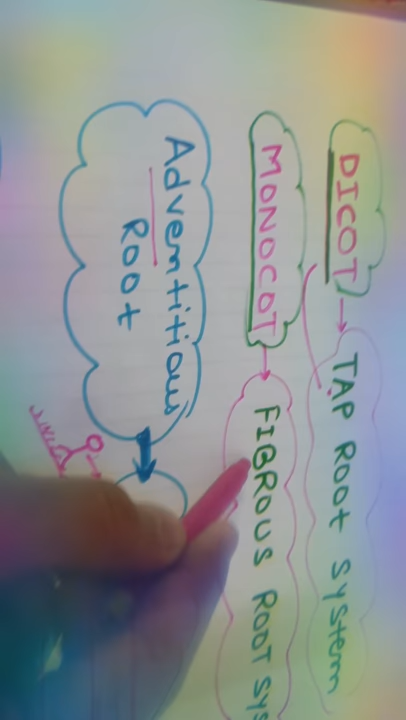 DICOT → TAP ROOT SYSTEM
MONOCOT → FIBROUS ROOT SYS
Adventitious
Root